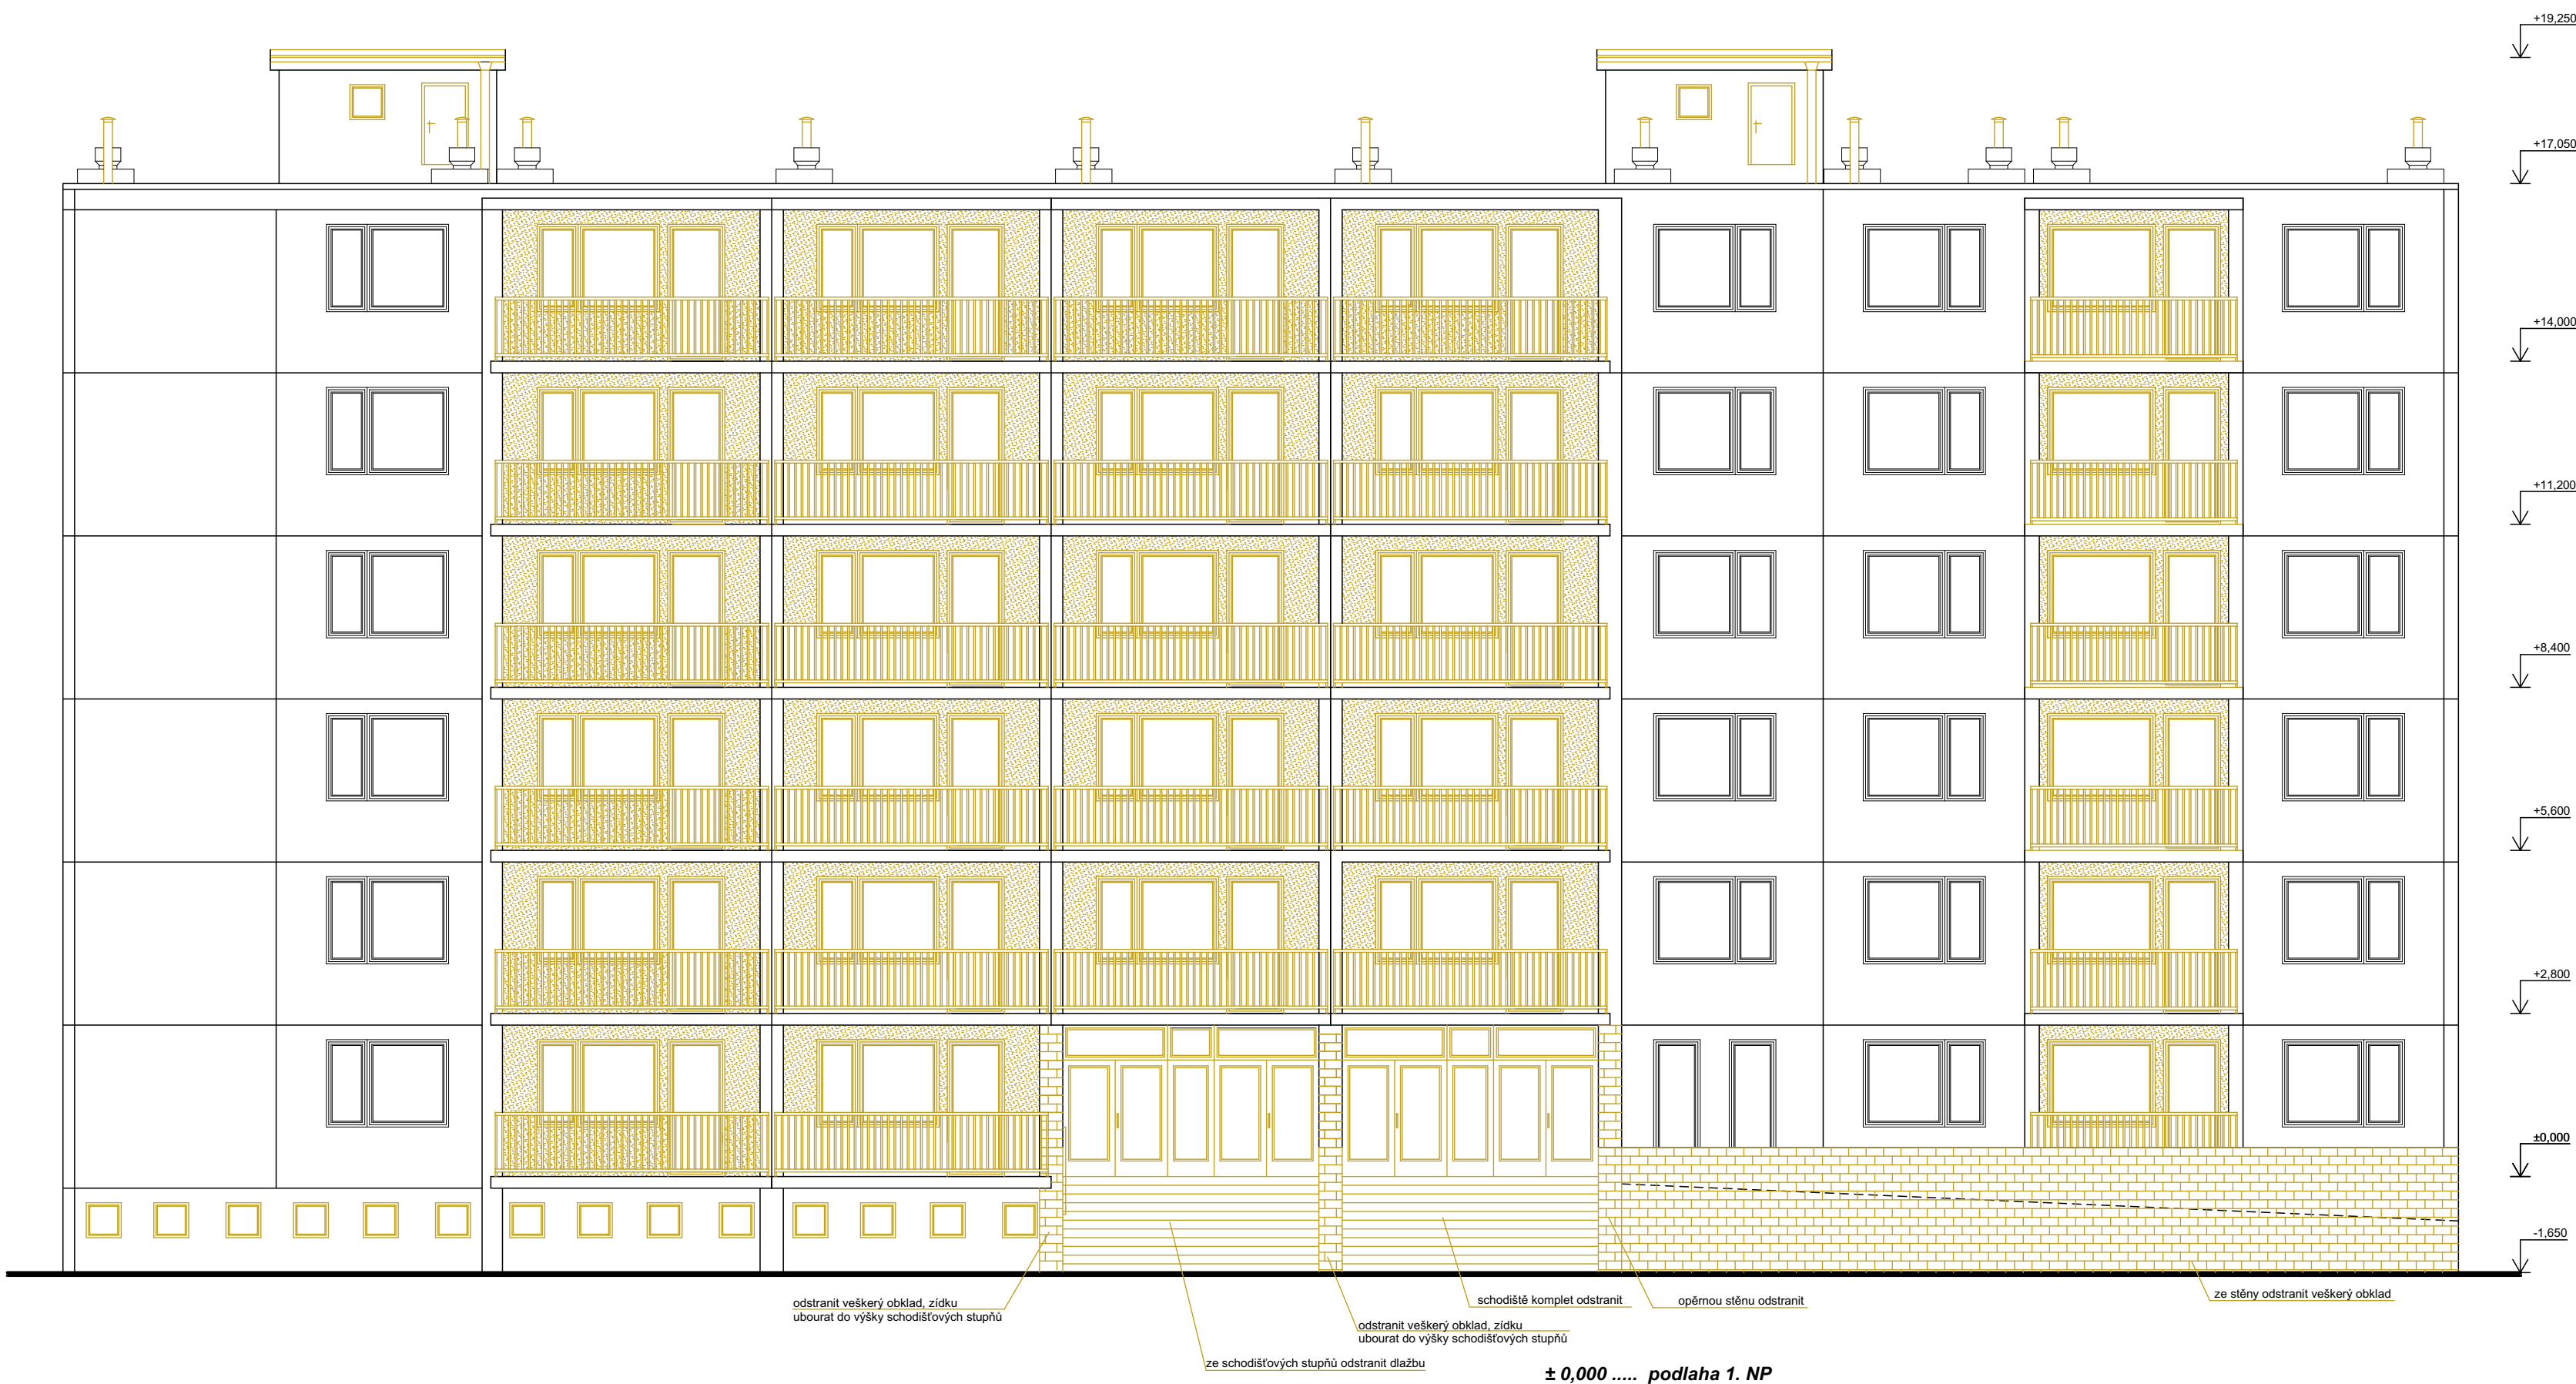 +19,250
+17,050
+14,000
+11,200
+8,400
+5,600
+2,800
±0,000
-1,650
odstranit veškerý obklad, zídku
ubourat do výšky schodišťových stupňů
schodiště komplet odstranit
opěrnou stěnu odstranit
ze stěny odstranit veškerý obklad
odstranit veškerý obklad, zídku
ubourat do výšky schodišťových stupňů
ze schodišťových stupňů odstranit dlažbu
± 0,000 ..... podlaha 1. NP